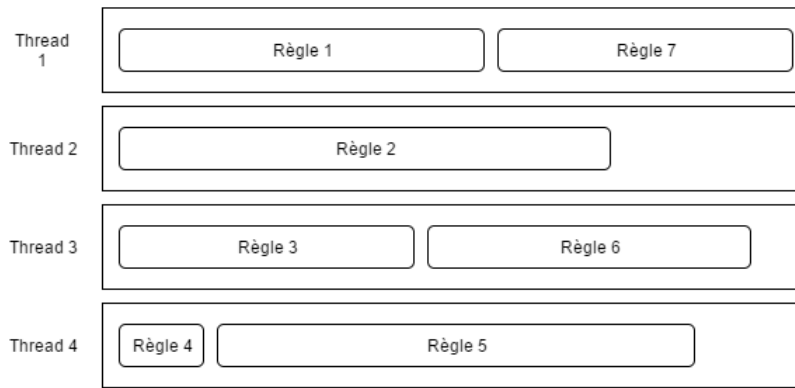 Thread
1
Règle 1
Règle 7
Thread 2
Règle 2
Thread 3
Règle 3
Règle 6
Thread 4
Règle 4
Règle 5